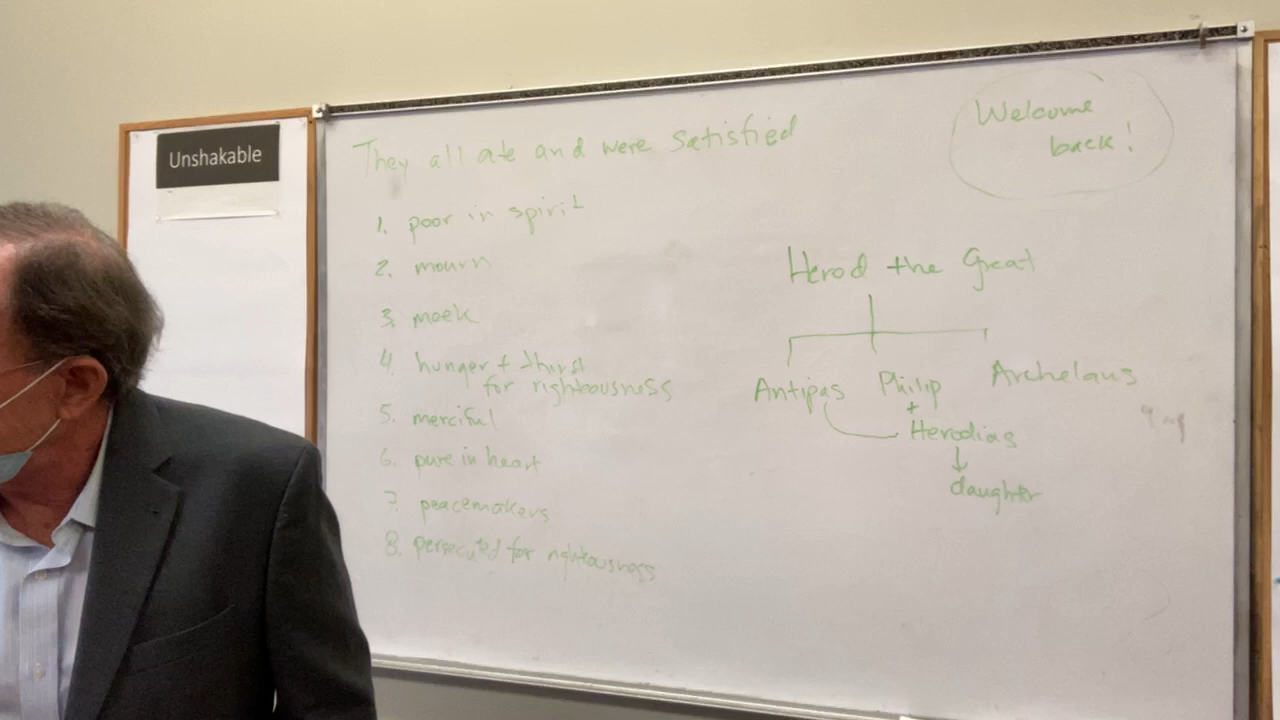 Unshakable
They all ate and were satisfied
1. poor in spirit
2. mourn
3. meek
4. hunger + thirst
for righteousness
5. merciful
6. pure in heart
7. peacemakers
8. persecuted for righteousness
Welcome
back!
Herod the Great
Antipas Philip Archelaus
+
Herodias
daughter